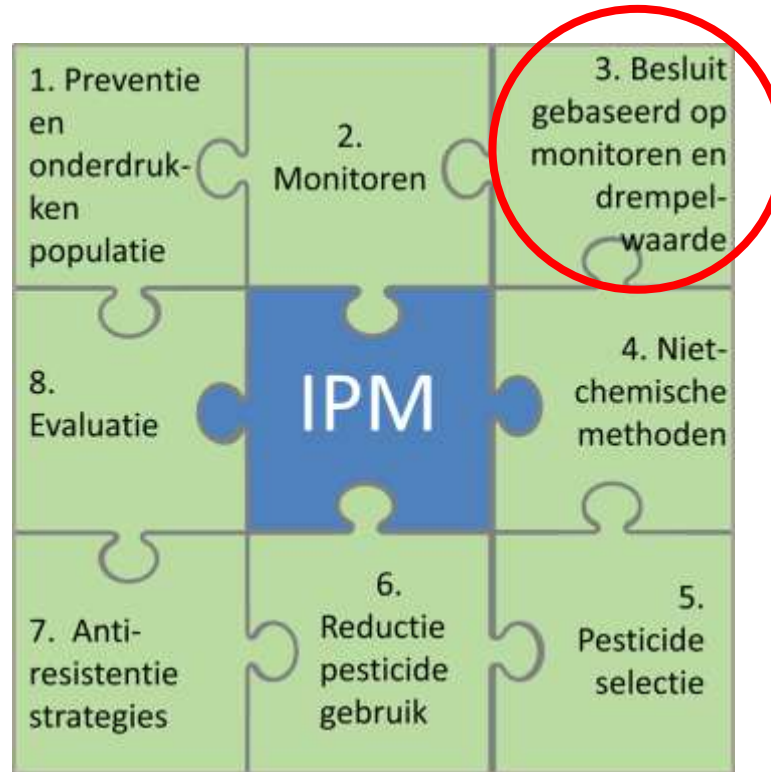 1. Preventie
en
onderdruk-
ken
populatie
2.
Monitoren
3. Besluit
gebaseerd op
monitoren en
drempel-
waarde
8.
Evaluatie
IPM
4. Niet-
chemische
methoden
7. Anti-
resistentie
strategies
6.
Reductie
pesticide
gebruik
5.
Pesticide
selectie